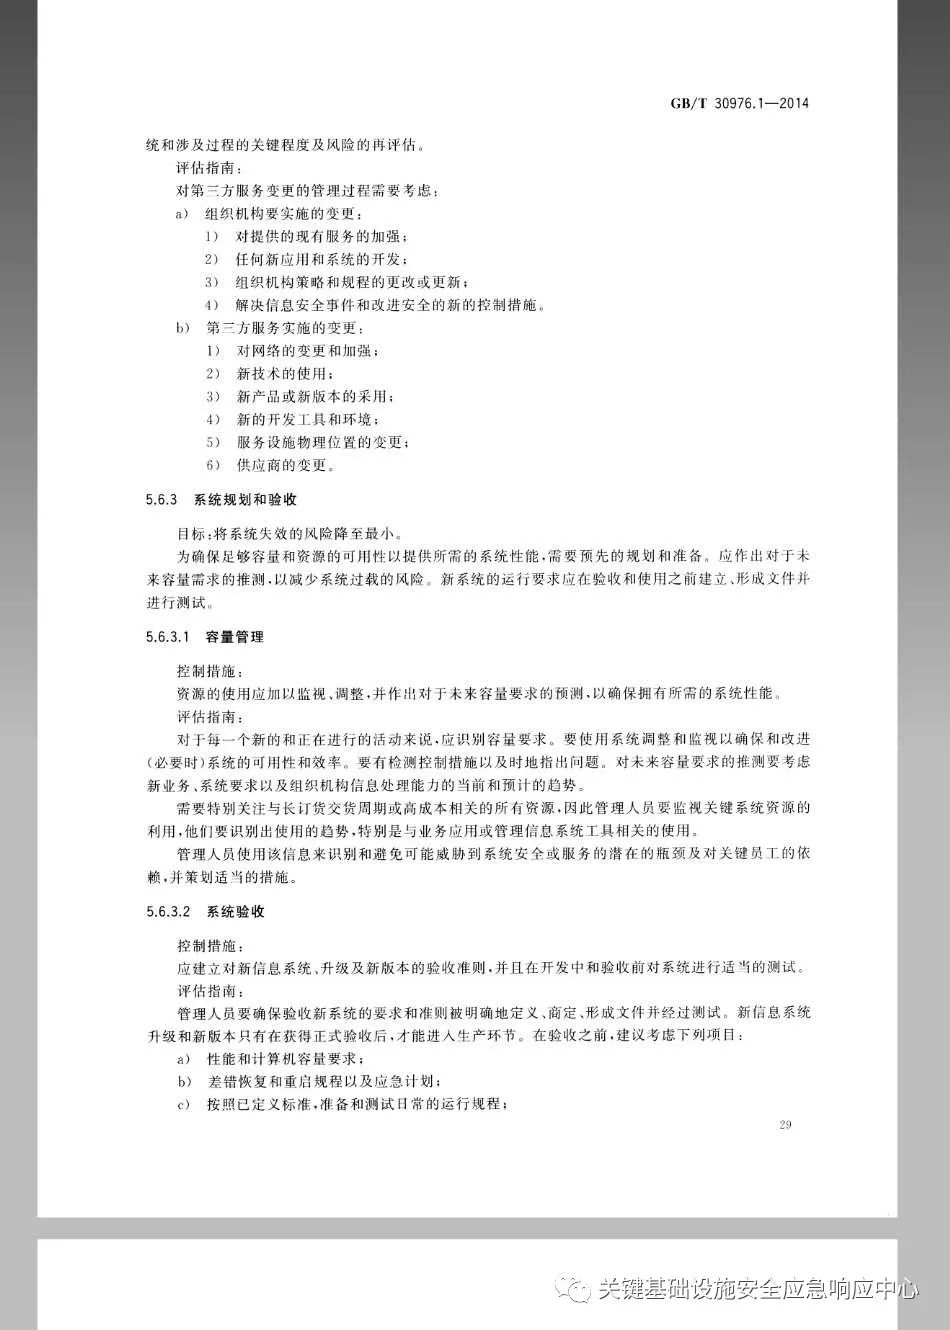 GB/T 30976.1—2014
统和涉及过程的关键程度及风险的再评估。
评估指南：
对第三方服务变更的管理过程需要考虑：
a) 组织机构要实施的变更：
1) 对提供的现有服务的加强；
2) 任何新应用和系统的开发；
3) 组织机构策略和规程的更改或更新；
4) 解决信息安全事件和改进安全的新的控制措施。
b) 第三方服务实施的变更：
1) 对网络的变更和加强；
2) 新技术的使用；
3) 新产品或新版本的采用；
4) 新的开发工具和环境；
5) 服务设施物理位置的变更；
6) 供应商的变更。
5.6.3 系统规划和验收
目标：将系统失效的风险降至最小。
为确保足够容量和资源的可用性以提供所需的系统性能，需要预先的规划和准备。应作出对于未
来容量需求的推测，以减少系统过载的风险。新系统的运行要求应在验收和使用之前建立、形成文件并
进行测试。
5.6.3.1 容量管理
控制措施：
资源的使用应加以监视、调整，并作出对于未来容量要求的预测，以确保拥有所需的系统性能。
评估指南：
对于每一个新的和正在进行的活动来说，应识别容量要求。要使用系统调整和监视以确保和改进
（必要时）系统的可用性和效率。要有检测控制措施以及时地指出问题。对未来容量要求的推测要考虑
新业务、系统要求以及组织机构信息处理能力的当前和预计的趋势。
需要特别关注与长订货交货周期或高成本相关的所有资源，因此管理人员要监视关键系统资源的
利用，他们要识别出使用的趋势，特别是与业务应用或管理信息系统工具相关的使用。
管理人员使用该信息来识别和避免可能威胁到系统安全或服务的潜在的瓶颈及对关键员工的依
赖，并策划适当的措施。
5.6.3.2 系统验收
控制措施：
应建立对新信息系统、升级及新版本的验收准则，并且在开发中和验收前对系统进行适当的测试。
评估指南：
管理人员要确保验收新系统的要求和准则被明确地定义、商定、形成文件并经过测试。新信息系统
升级和新版本只有在获得正式验收后，才能进入生产环节。在验收之前，建议考虑下列项目：
a) 性能和计算机容量要求；
b) 差错恢复和重启规程以及应急计划；
c) 按照已定义标准，准备和测试日常的运行规程；
29
关键基础设施安全应急响应中心